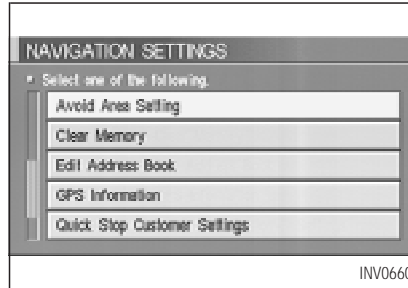 NAVIGATION SETTINGS
Select one of the following.
Avoid Area Setting
Clear Memory
Edit Address Book
GPS Information
Quick Stop Customer Settings
INV0660